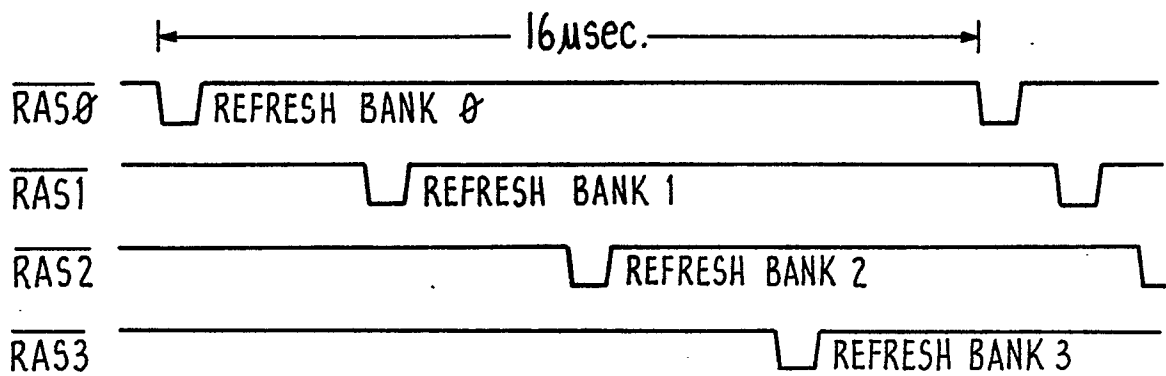 16µsec.
RAS0 REFRESH BANK 0
RAS1 REFRESH BANK 1
RAS2 REFRESH BANK 2
RAS3 REFRESH BANK 3